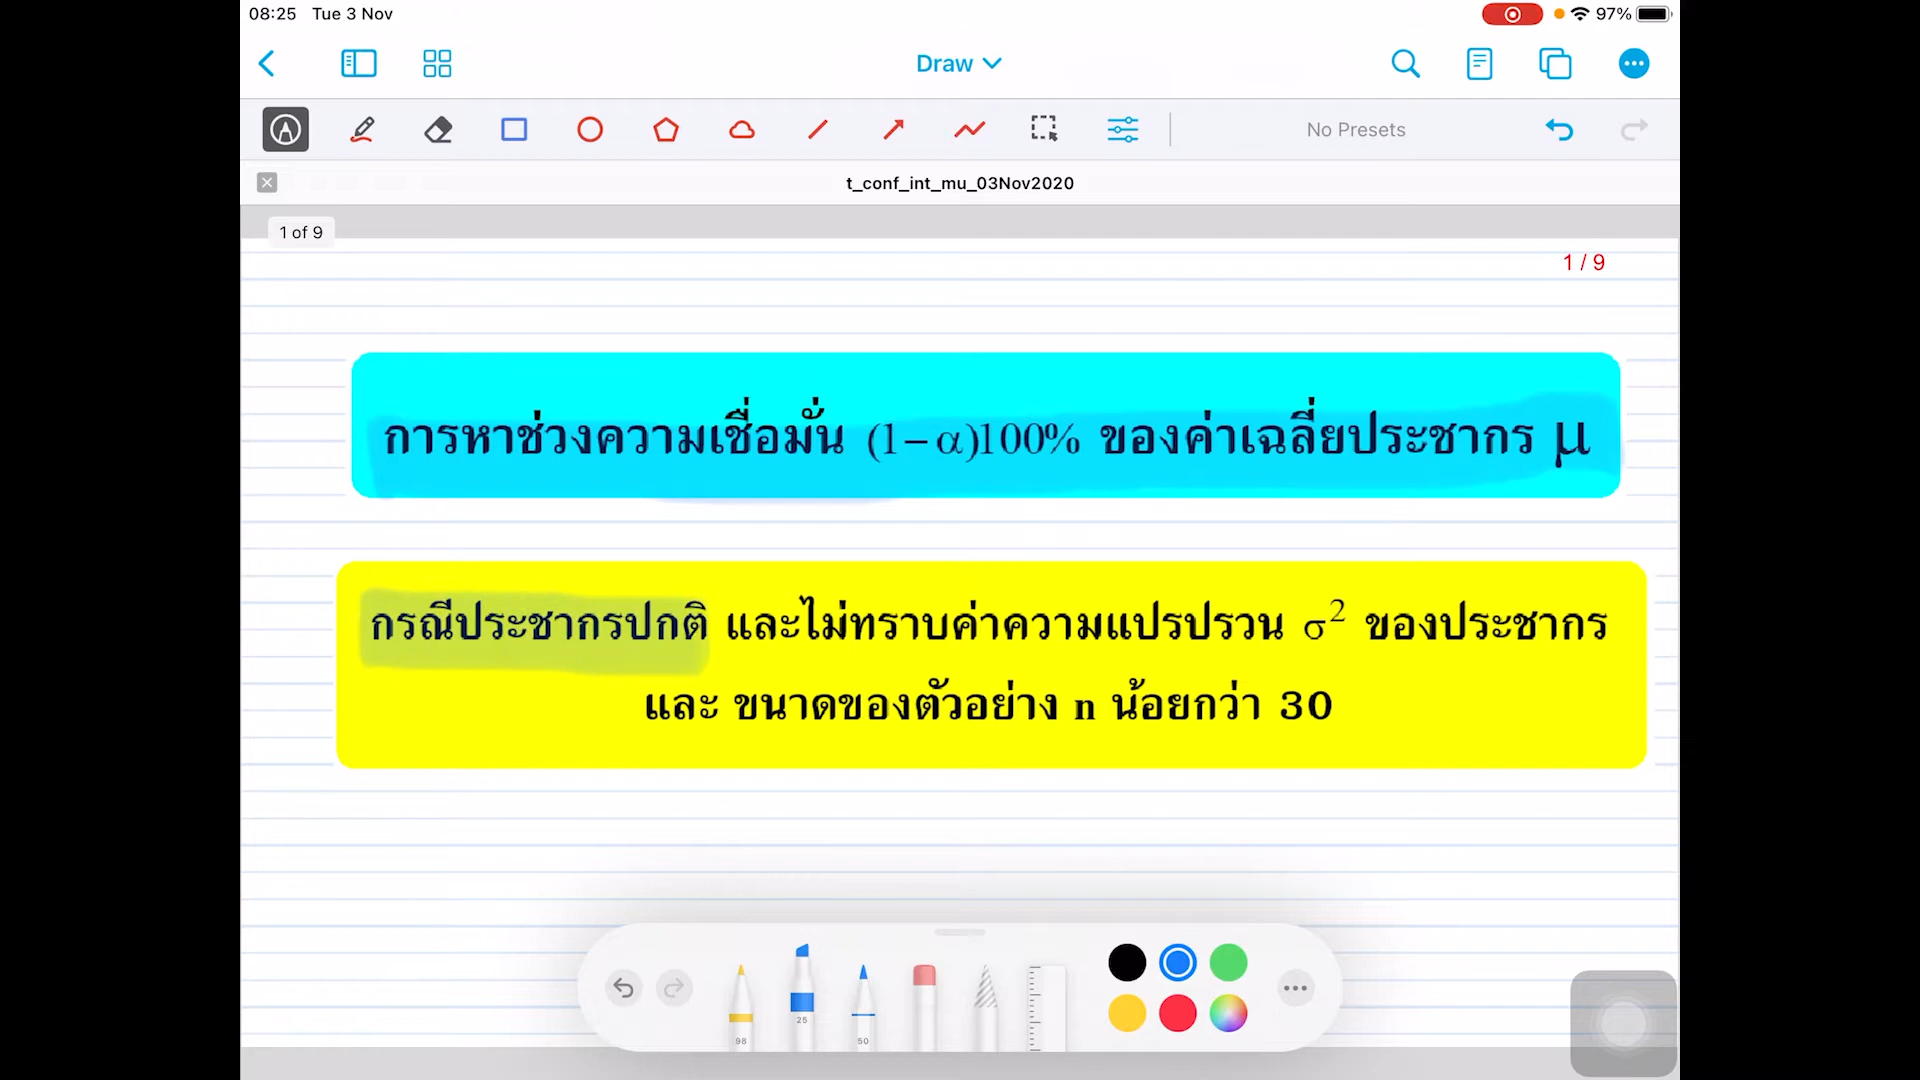 08:25 Tue 3 Nov 97%
Draw
No Presets
t_conf_int_mu_03Nov2020
1 of 9
1 / 9
การหาช่วงความเชื่อมั่น (1−α)100% ของค่าเฉลี่ยประชากร μ
กรณีประชากรปกติ และไม่ทราบค่าความแปรปรวน σ² ของประชากร
และ ขนาดของตัวอย่าง n น้อยกว่า 30
98 25 50